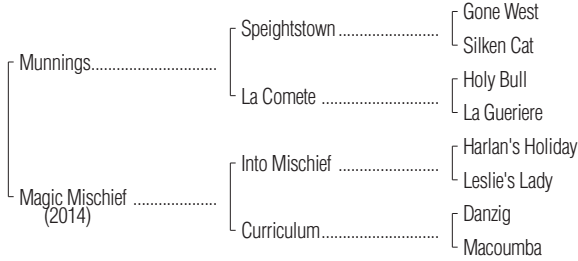 Gone West
Speightstown ........................
Silken Cat
Munnings..............................
Holy Bull
La Comete ............................
La Gueriere
Harlan's Holiday
Into Mischief ........................
Leslie's Lady
Magic Mischief ....................
(2014)
Danzig
Curriculum............................
Macoumba